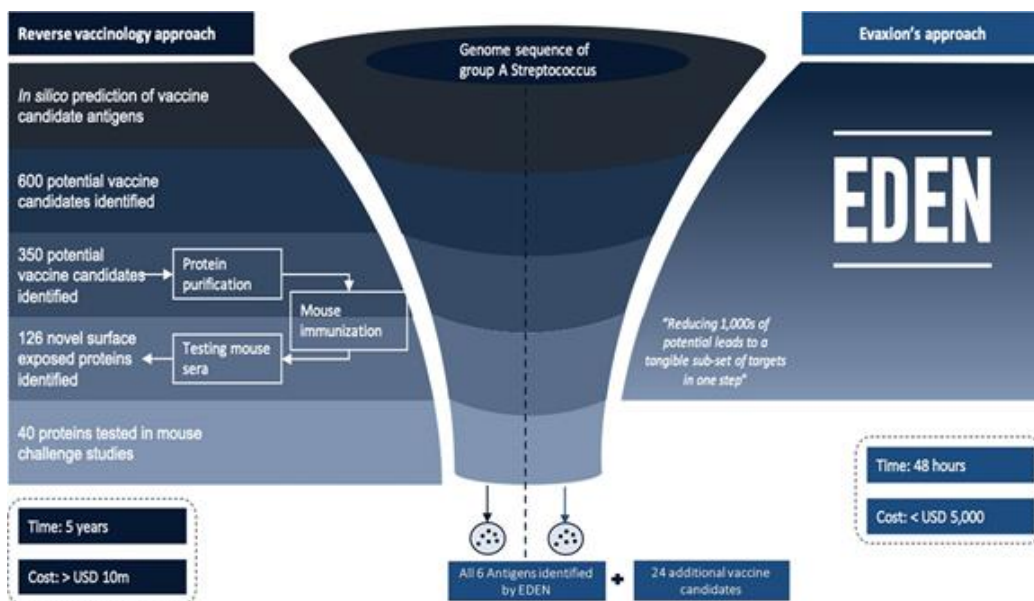 Reverse vaccinology approach
Genome sequence of
group A Streptococcus
Evaxion's approach
In silico prediction of vaccine
candidate antigens
600 potential vaccine
candidates identified
350 potential
vaccine candidates
identified
Protein
purification
Mouse
immunization
126 novel surface
exposed proteins
identified
Testing mouse
sera
40 proteins tested in mouse
challenge studies
EDEN
"Reducing 1,000s of
potential leads to a
tangible sub-set of targets
in one step"
Time: 5 years
Cost: > USD 10m
Time: 48 hours
Cost: < USD 5,000
All 6 Antigens identified
by EDEN
+
24 additional vaccine
candidates